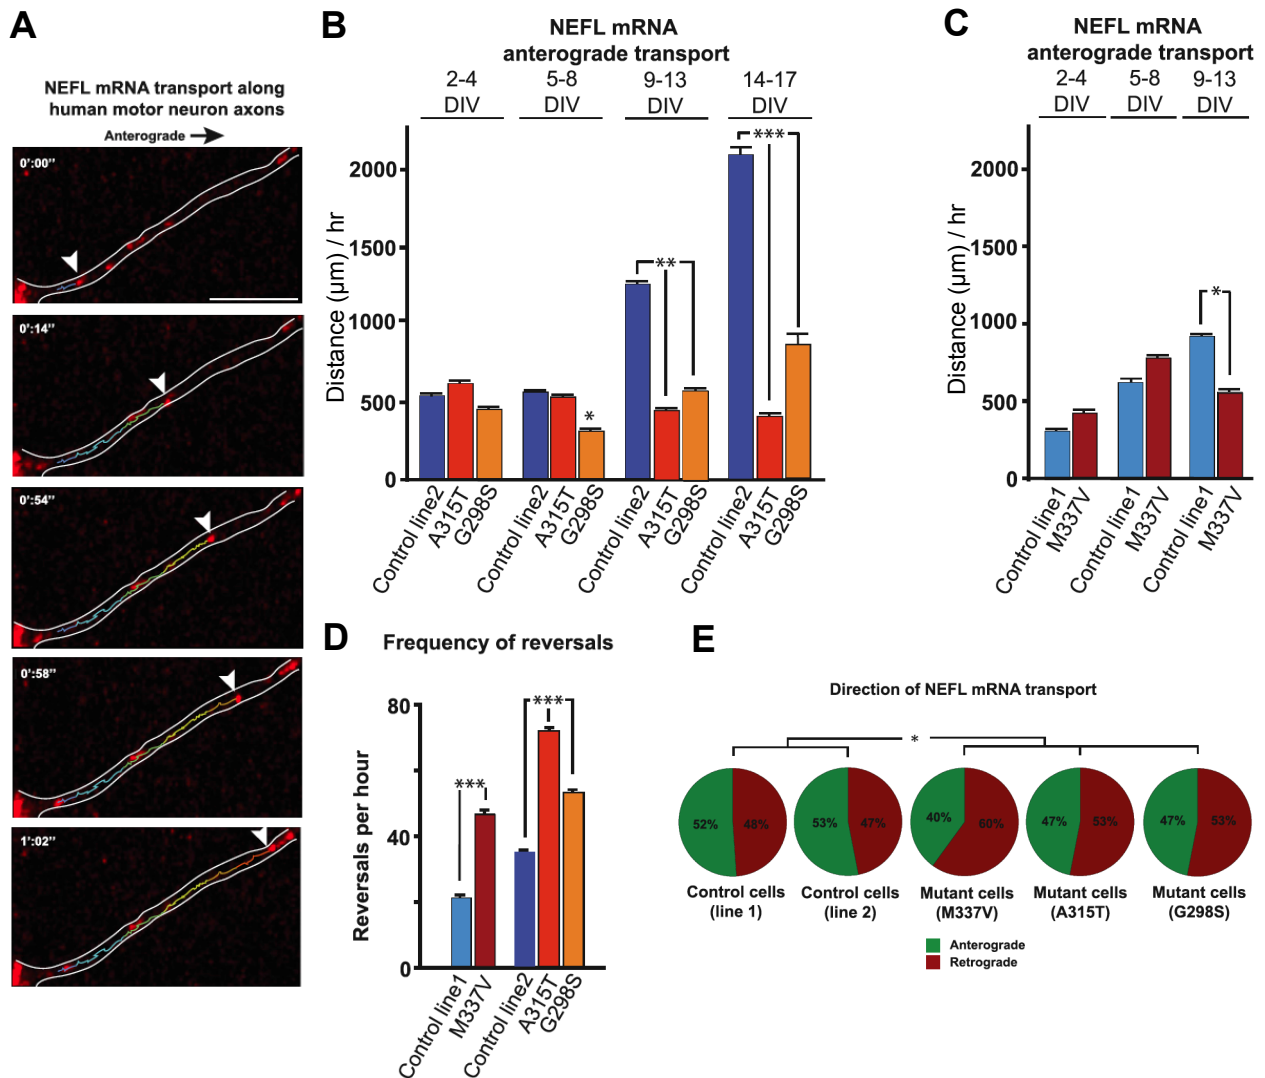 A
NEFL mRNA transport along
human motor neuron axons
Anterograde
0':00''
0':14''
0':54''
0':58''
1':02''
B
NEFL mRNA
anterograde transport
2-4 5-8 9-13 14-17
DIV DIV DIV DIV
Distance (µm) / hr
2000
1500
1000
500
0
*
**
***
Control line2 A315T G298S Control line2 A315T G298S Control line2 A315T G298S Control line2 A315T G298S
C
NEFL mRNA
anterograde transport
2-4 5-8 9-13
DIV DIV DIV
Distance (µm) / hr
2000
1500
1000
500
0
*
Control line1 M337V Control line1 M337V Control line1 M337V
D
Frequency of reversals
Reversals per hour
80
40
0
*** ***
Control line1 M337V Control line2 A315T G298S
E
Direction of NEFL mRNA transport
*
52% 48% 53% 47% 40% 60% 47% 53% 47% 53%
Control cells Control cells Mutant cells Mutant cells Mutant cells
(line 1) (line 2) (M337V) (A315T) (G298S)
Anterograde
Retrograde